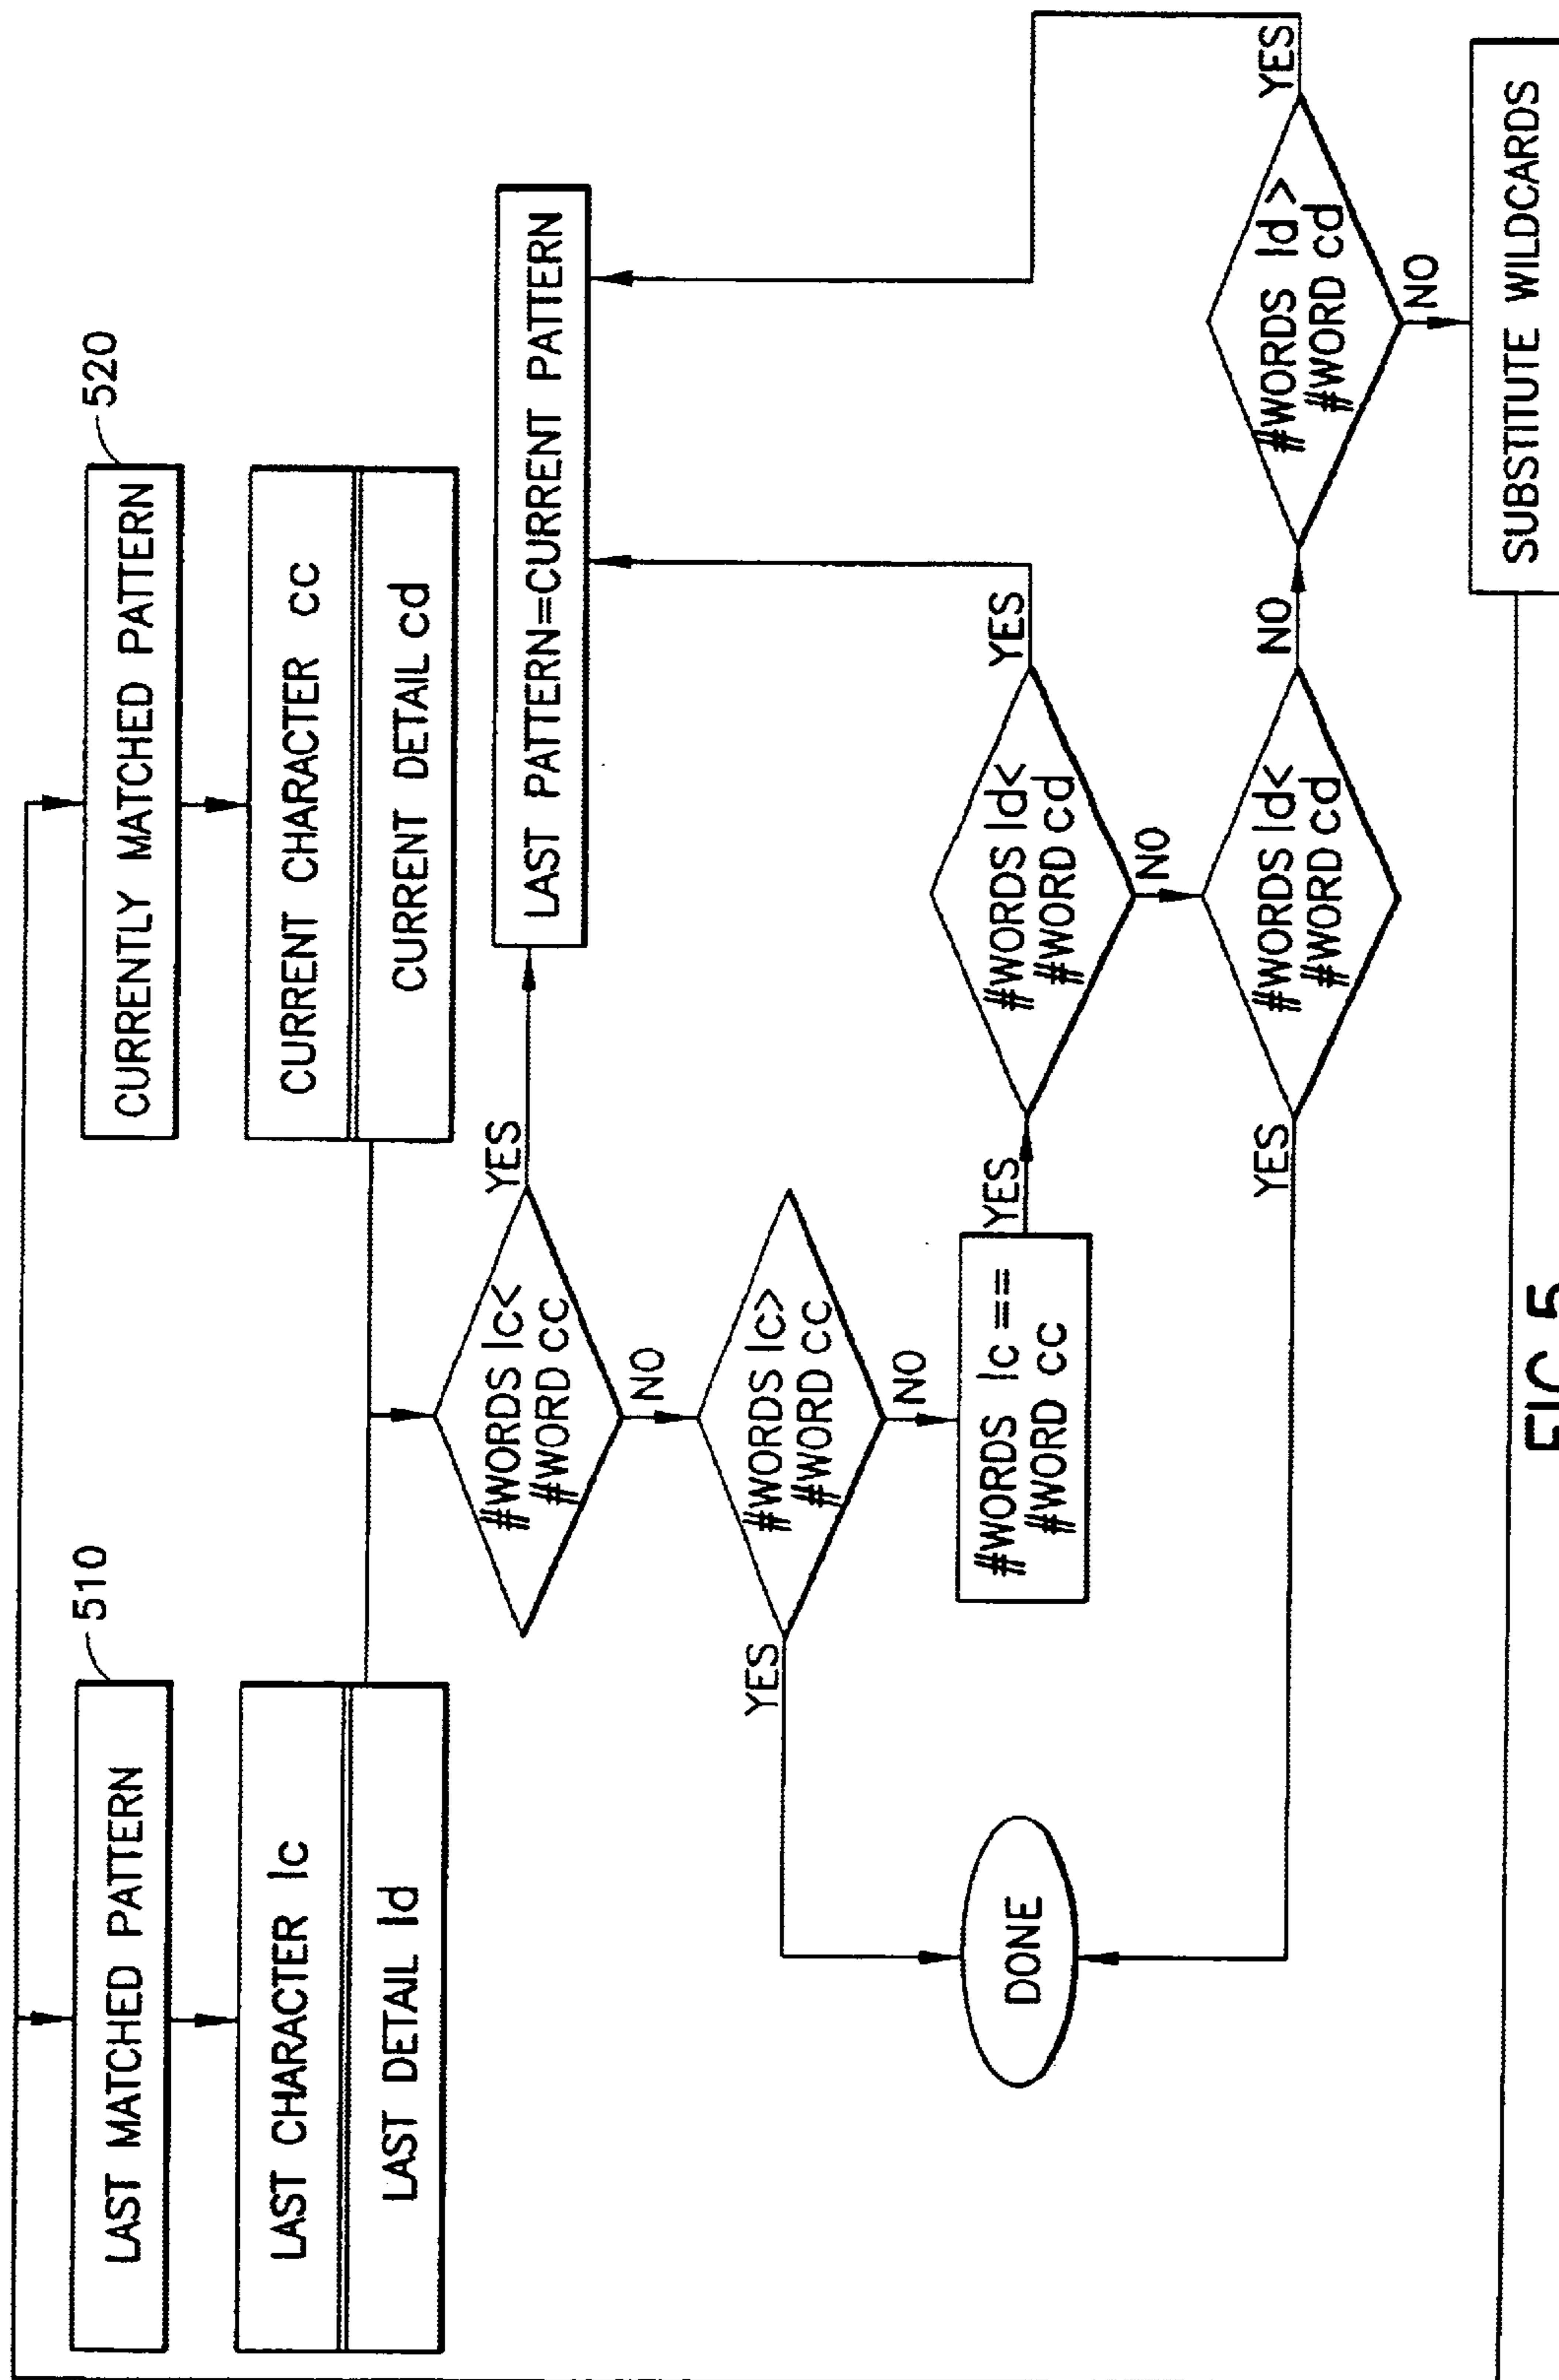 510
LAST MATCHED PATTERN
LAST CHARACTER lc
LAST DETAIL ld
520
CURRENTLY MATCHED PATTERN
CURRENT CHARACTER cc
CURRENT DETAIL cd
#WORDS lc<
#WORD cc
YES
LAST PATTERN=CURRENT PATTERN
NO
#WORDS lc>
#WORD cc
YES
NO
#WORDS lc ==
#WORD cc
YES
#WORDS ld<
#WORD cd
YES
NO
DONE
#WORDS ld<
#WORD cd
YES
NO
#WORDS ld >
#WORD cd
YES
NO
SUBSTITUTE WILDCARDS
FIG.5